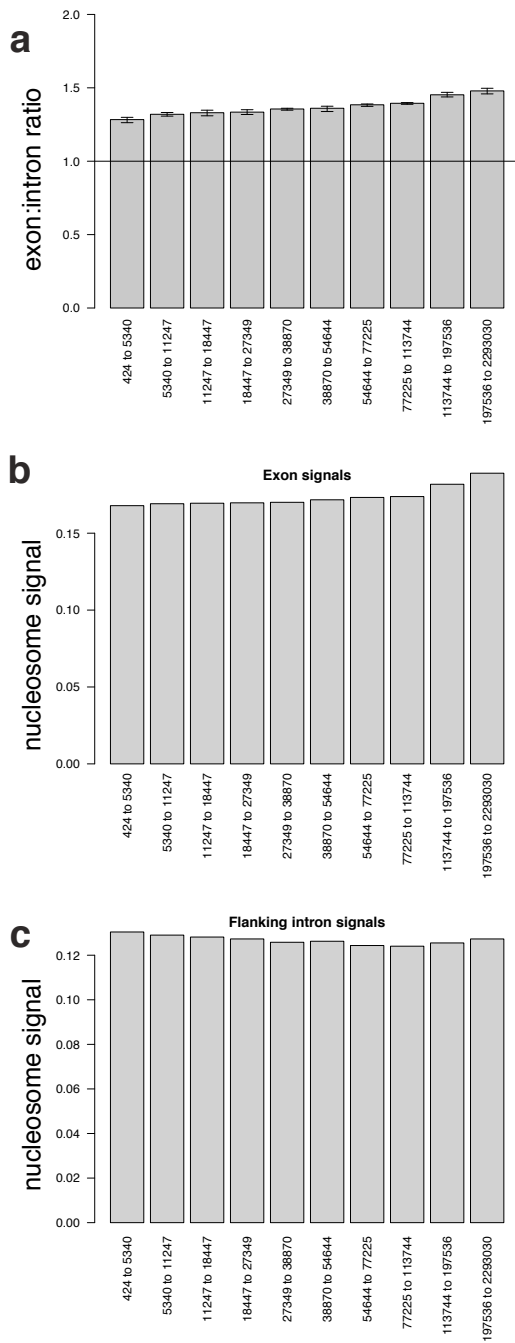 a
exon:intron ratio
2.0
1.5
1.0
0.5
0.0
424 to 5340
5340 to 11247
11247 to 18447
18447 to 27349
27349 to 38870
38870 to 54644
54644 to 77225
77225 to 113744
113744 to 197536
197536 to 2293030
b
Exon signals
nucleosome signal
0.15
0.10
0.05
0.00
424 to 5340
5340 to 11247
11247 to 18447
18447 to 27349
27349 to 38870
38870 to 54644
54644 to 77225
77225 to 113744
113744 to 197536
197536 to 2293030
c
Flanking intron signals
nucleosome signal
0.12
0.10
0.08
0.06
0.04
0.02
0.00
424 to 5340
5340 to 11247
11247 to 18447
18447 to 27349
27349 to 38870
38870 to 54644
54644 to 77225
77225 to 113744
113744 to 197536
197536 to 2293030